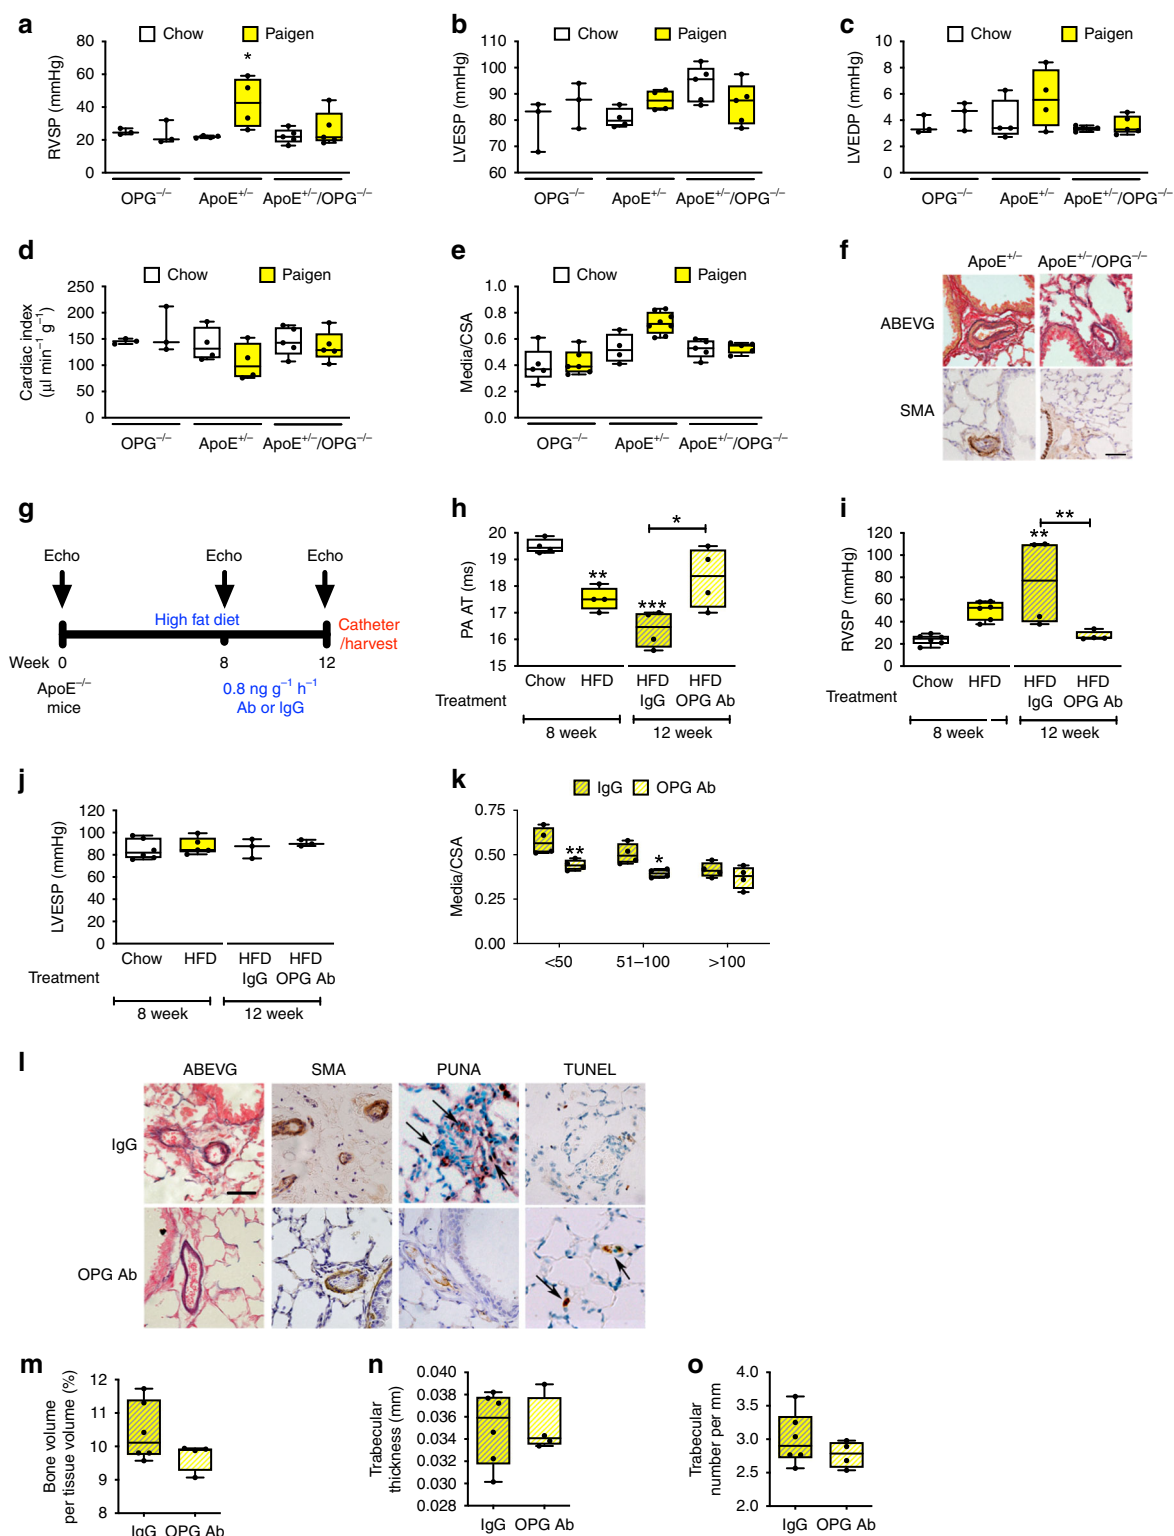 a
Chow
Paigen
RVSP (mmHg)
80
60
40
20
0
*
OPG–/–
ApoE+/–
ApoE+/–/OPG–/–
b
Chow
Paigen
LVESP (mmHg)
110
100
90
80
70
60
OPG–/–
ApoE+/–
ApoE+/–/OPG–/–
c
Chow
Paigen
LVEDP (mmHg)
10
8
6
4
2
0
OPG–/–
ApoE+/–
ApoE+/–/OPG–/–
d
Chow
Paigen
Cardiac index
(µl min–1 g–1)
250
200
150
100
50
0
OPG–/–
ApoE+/–
ApoE+/–/OPG–/–
e
Chow
Paigen
Media/CSA
1.0
0.8
0.6
0.4
0.2
0.0
OPG–/–
ApoE+/–
ApoE+/–/OPG–/–
f
ApoE+/–
ApoE+/–/OPG–/–
ABEVG
SMA
g
Echo
Echo
Echo
High fat diet
Catheter
/harvest
Week
0
8
12
ApoE–/–
mice
0.8 ng g–1 h–1
Ab or IgG
h
PA AT (ms)
20
19
18
17
16
15
**
***
*
Chow
HFD
HFD
IgG
HFD
OPG Ab
Treatment
8 week
12 week
i
RVSP (mmHg)
120
100
80
60
40
20
0
**
**
Chow
HFD
HFD
IgG
HFD
OPG Ab
Treatment
8 week
12 week
j
LVESP (mmHg)
120
100
80
60
40
20
0
Chow
HFD
HFD
IgG
HFD
OPG Ab
Treatment
8 week
12 week
k
IgG
OPG Ab
Media/CSA
0.75
0.50
0.25
0.00
**
*
<50
51–100
>100
l
ABEVG
SMA
PUNA
TUNEL
IgG
OPG Ab
m
Bone volume
per tissue volume (%)
12
11
10
9
8
IgG
OPG Ab
n
Trabecular
thickness (mm)
0.040
0.038
0.036
0.034
0.032
0.030
0.028
IgG
OPG Ab
o
Trabecular
number per mm
4.0
3.5
3.0
2.5
2.0
IgG
OPG Ab